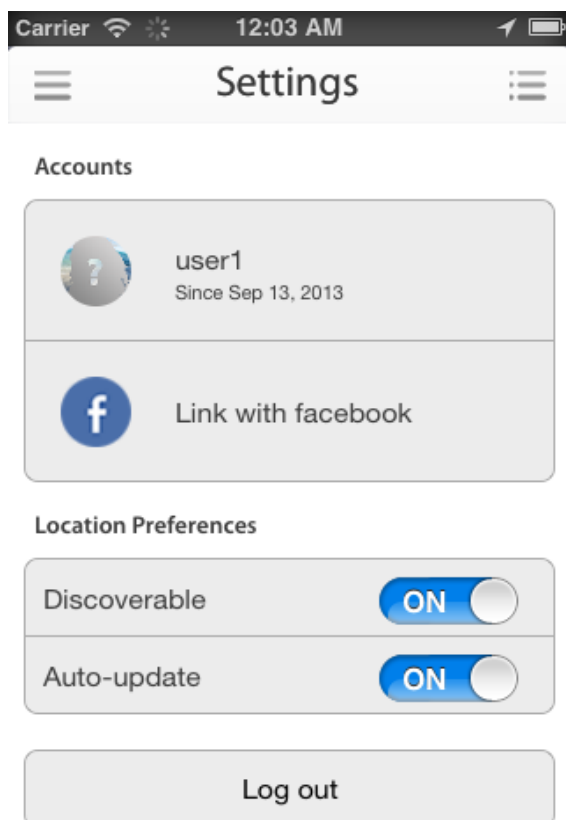 Carrier 12:03 AM
Settings
Accounts
?
user1
Since Sep 13, 2013
f
Link with facebook
Location Preferences
Discoverable ON
Auto-update ON
Log out